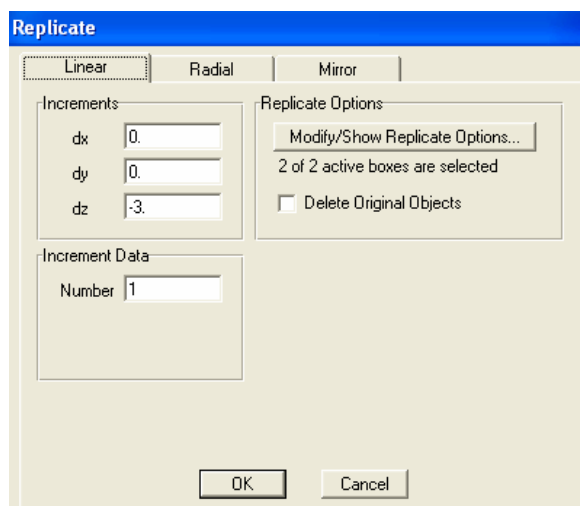 Replicate
Linear
Radial
Mirror
Increments
dx 0.
dy 0.
dz -3.
Replicate Options
Modify/Show Replicate Options...
2 of 2 active boxes are selected
Delete Original Objects
Increment Data
Number 1
OK
Cancel